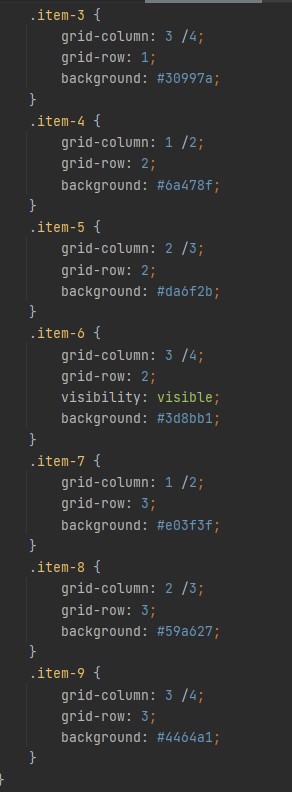 .item-3 {
grid-column: 3 /4;
grid-row: 1;
background: #30997a;
}
.item-4 {
grid-column: 1 /2;
grid-row: 2;
background: #6a478f;
}
.item-5 {
grid-column: 2 /3;
grid-row: 2;
background: #da6f2b;
}
.item-6 {
grid-column: 3 /4;
grid-row: 2;
visibility: visible;
background: #3d8bb1;
}
.item-7 {
grid-column: 1 /2;
grid-row: 3;
background: #e03f3f;
}
.item-8 {
grid-column: 2 /3;
grid-row: 3;
background: #59a627;
}
.item-9 {
grid-column: 3 /4;
grid-row: 3;
background: #4464a1;
}
}